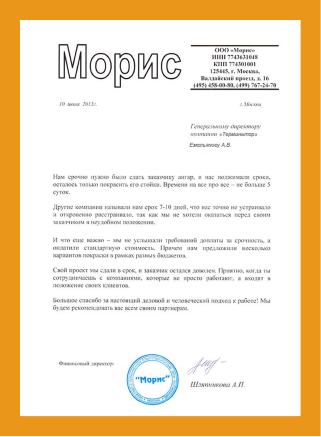 Морис
ООО «Морис»
ИНН 7743631048
КПП 774301001
125445, г. Москва,
Валдайский проезд, д. 16
(495) 458-00-80, (499) 767-24-70
10 июля 2013г.
г.Москва
Генеральному директору
компании «Термаматор»
Емельянову А.В.
Нам срочно нужно было сдать заказчику ангар, а нас поджимали сроки,
осталось только покрасить его стойки. Времени на все про все – не больше 5
суток.
Другие компании называли нам срок 7-10 дней, что нас точно не устраивало
и откровенно расстраивало, так как мы не хотели оказаться перед своим
заказчиком в неудобном положении.
И что еще важно – мы не услышали требований доплаты за срочность, а
оплатили стандартную стоимость. Причем нам предложили несколько
вариантов покраски в рамках разных бюджетов.
Свой проект мы сдали в срок, и заказчик остался доволен. Приятно, когда ты
сотрудничаешь с компаниями, которые не просто работают, а входят в
положение своих клиентов.
Большое спасибо за настоящий деловой и человеческий подход к работе! Мы
будем рекомендовать вас всем своим партнерам.
Финансовый директор:
"Морис"
Шляпникова А.П.